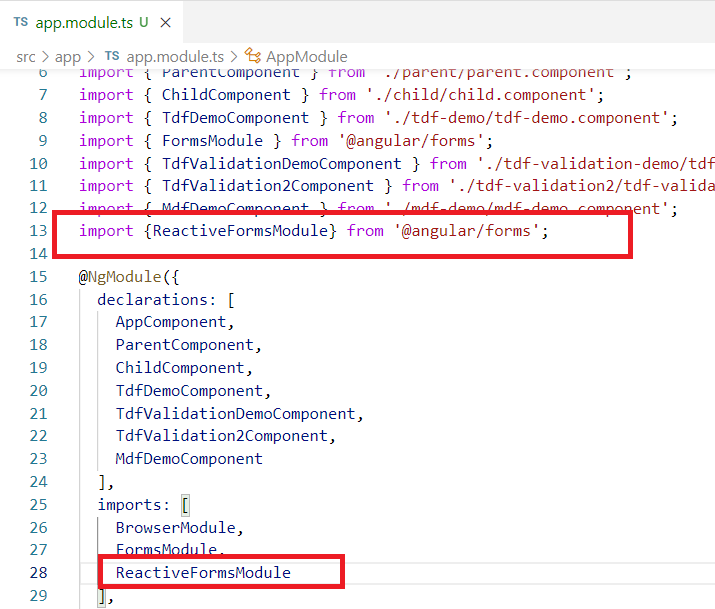 TS app.module.ts U ×
src > app > TS app.module.ts > AppModule
6 import { ParentComponent } from './parent/parent.component';
7 import { ChildComponent } from './child/child.component';
8 import { TdfDemoComponent } from './tdf-demo/tdf-demo.component';
9 import { FormsModule } from '@angular/forms';
10 import { TdfValidationDemoComponent } from './tdf-validation-demo/tdf
11 import { TdfValidation2Component } from './tdf-validation2/tdf-valida
12 import { MdfDemoComponent } from './mdf-demo/mdf-demo.component';
13 import {ReactiveFormsModule} from '@angular/forms';
14
15 @NgModule({
16 declarations: [
17 AppComponent,
18 ParentComponent,
19 ChildComponent,
20 TdfDemoComponent,
21 TdfValidationDemoComponent,
22 TdfValidation2Component,
23 MdfDemoComponent
24 ],
25 imports: [
26 BrowserModule,
27 FormsModule,
28 ReactiveFormsModule
29 ],